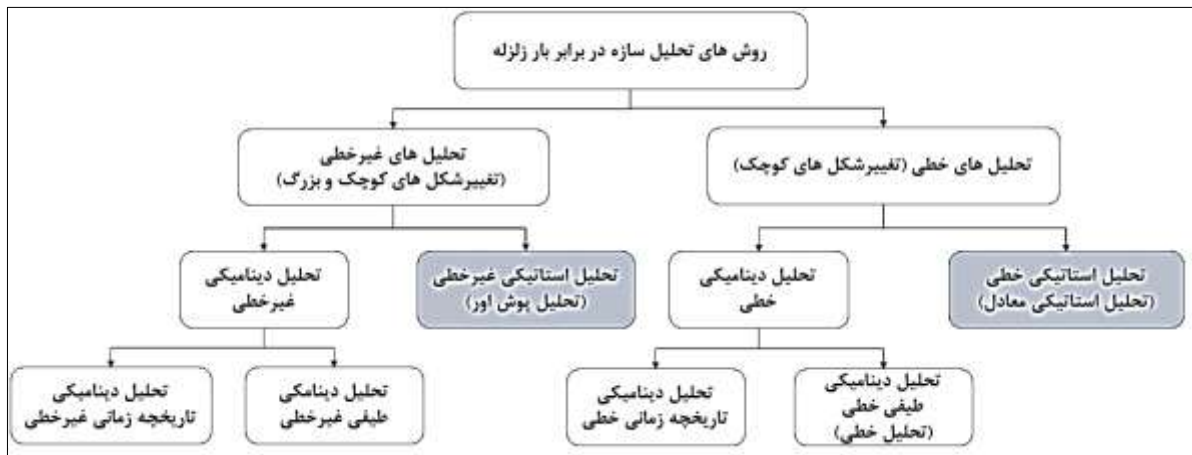 روش های تحلیل سازه در برابر بار زلزله
تحلیل های خطی (تغییرشکل های کوچک)
تحلیل های غیرخطی
(تغییرشکل های کوچک و بزرگ)
تحلیل استاتیکی خطی
(تحلیل استاتیکی معادل)
تحلیل دینامیکی
خطی
تحلیل استاتیکی غیرخطی
(تحلیل پوش اور)
تحلیل دینامیکی
غیرخطی
تحلیل دینامیکی
طیفی خطی
(تحلیل خطی)
تحلیل دینامیکی
تاریخچه زمانی خطی
تحلیل دینامکی
طیفی غیرخطی
تحلیل دینامیکی
تاریخچه زمانی غیرخطی